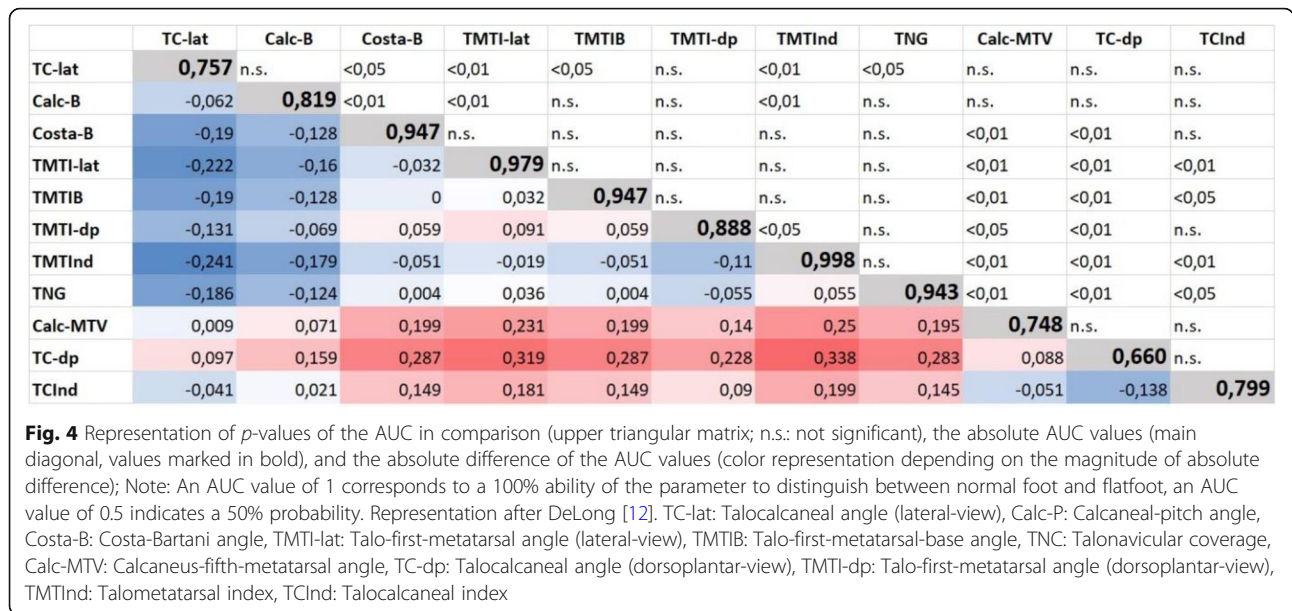 TC-lat Calc-B Costa-B TMTI-lat TMTIB TMTI-dp TMTInd TNG Calc-MTV TC-dp TCInd
TC-lat 0,757 n.s. <0,05 <0,01 <0,05 n.s. <0,01 <0,05 n.s. n.s. n.s.
Calc-B -0,062 0,819 <0,01 <0,01 n.s. n.s. <0,01 n.s. n.s. n.s. n.s.
Costa-B -0,19 -0,128 0,947 n.s. n.s. n.s. n.s. n.s. <0,01 <0,01 n.s.
TMTI-lat -0,222 -0,16 -0,032 0,979 n.s. n.s. n.s. n.s. <0,01 <0,01 <0,01
TMTIB -0,19 -0,128 0 0,032 0,947 n.s. n.s. n.s. <0,01 <0,01 <0,05
TMTI-dp -0,131 -0,069 0,059 0,091 0,059 0,888 <0,05 n.s. <0,05 <0,01 n.s.
TMTInd -0,241 -0,179 -0,051 -0,019 -0,051 -0,11 0,998 n.s. <0,01 <0,01 <0,01
TNG -0,186 -0,124 0,004 0,036 0,004 -0,055 0,055 0,943 <0,01 <0,01 <0,05
Calc-MTV 0,009 0,071 0,199 0,231 0,199 0,14 0,25 0,195 0,748 n.s. n.s.
TC-dp 0,097 0,159 0,287 0,319 0,287 0,228 0,338 0,283 0,088 0,660 n.s.
TCInd -0,041 0,021 0,149 0,181 0,149 0,09 0,199 0,145 -0,051 -0,138 0,799
Fig. 4 Representation of p-values of the AUC in comparison (upper triangular matrix; n.s.: not significant), the absolute AUC values (main
diagonal, values marked in bold), and the absolute difference of the AUC values (color representation depending on the magnitude of absolute
difference); Note: An AUC value of 1 corresponds to a 100% ability of the parameter to distinguish between normal foot and flatfoot, an AUC
value of 0.5 indicates a 50% probability. Representation after DeLong [12]. TC-lat: Talocalcaneal angle (lateral-view), Calc-P: Calcaneal-pitch angle,
Costa-B: Costa-Bartani angle, TMTI-lat: Talo-first-metatarsal angle (lateral-view), TMTIB: Talo-first-metatarsal-base angle, TNC: Talonavicular coverage,
Calc-MTV: Calcaneus-fifth-metatarsal angle, TC-dp: Talocalcaneal angle (dorsoplantar-view), TMTI-dp: Talo-first-metatarsal angle (dorsoplantar-view),
TMTInd: Talometatarsal index, TCInd: Talocalcaneal index